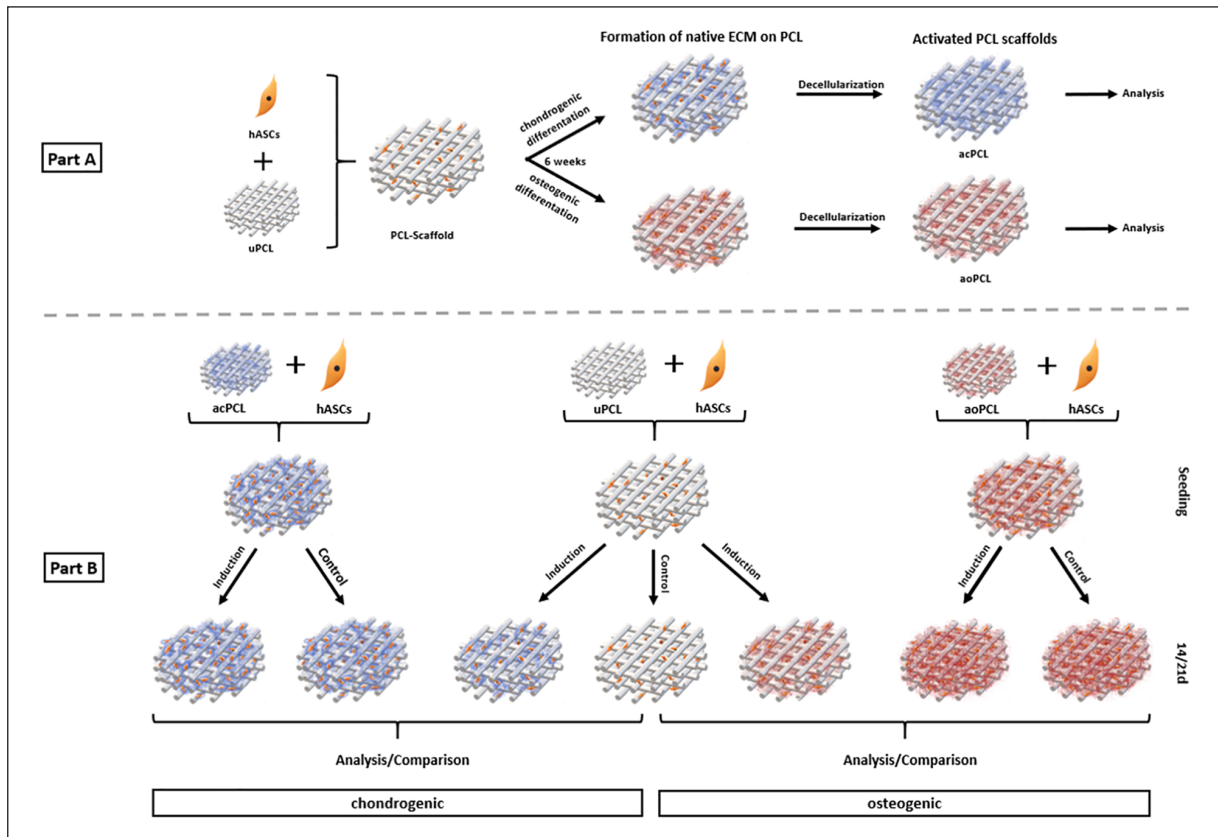 Formation of native ECM on PCL
Activated PCL scaffolds
Part A
hASCs
+
uPCL
PCL-Scaffold
chondrogenic
differentation
6 weeks
osteogenic
differentation
Decellularization
acPCL
Analysis
Decellularization
aoPCL
Analysis
Part B
acPCL + hASCs
uPCL + hASCs
aoPCL + hASCs
Seeding
Induction
Control
Induction
Control
Induction
Induction
Control
14/21d
Analysis/Comparison
Analysis/Comparison
chondrogenic
osteogenic